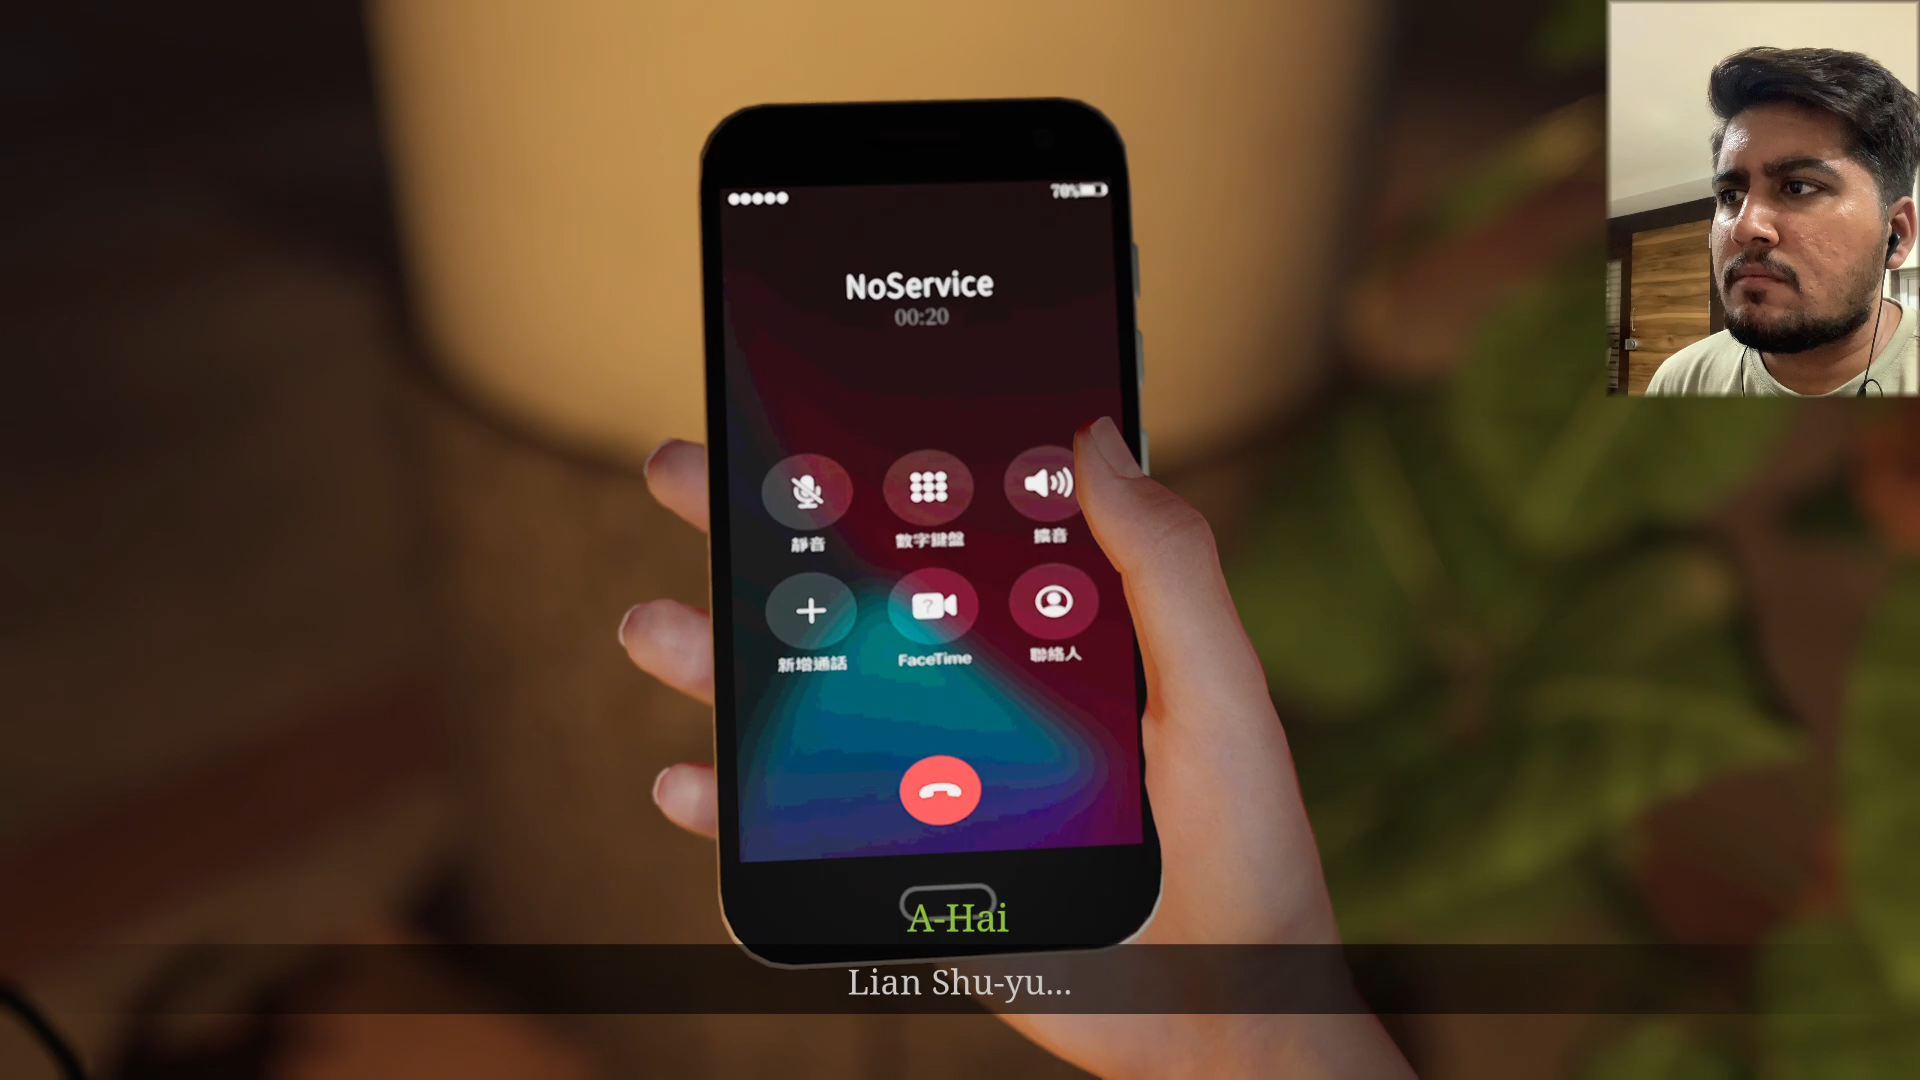 70%
NoService
00:20
靜音
數字鍵盤
擴音
?
新增通話
FaceTime
聯絡人
A-Hai
Lian Shu-yu...